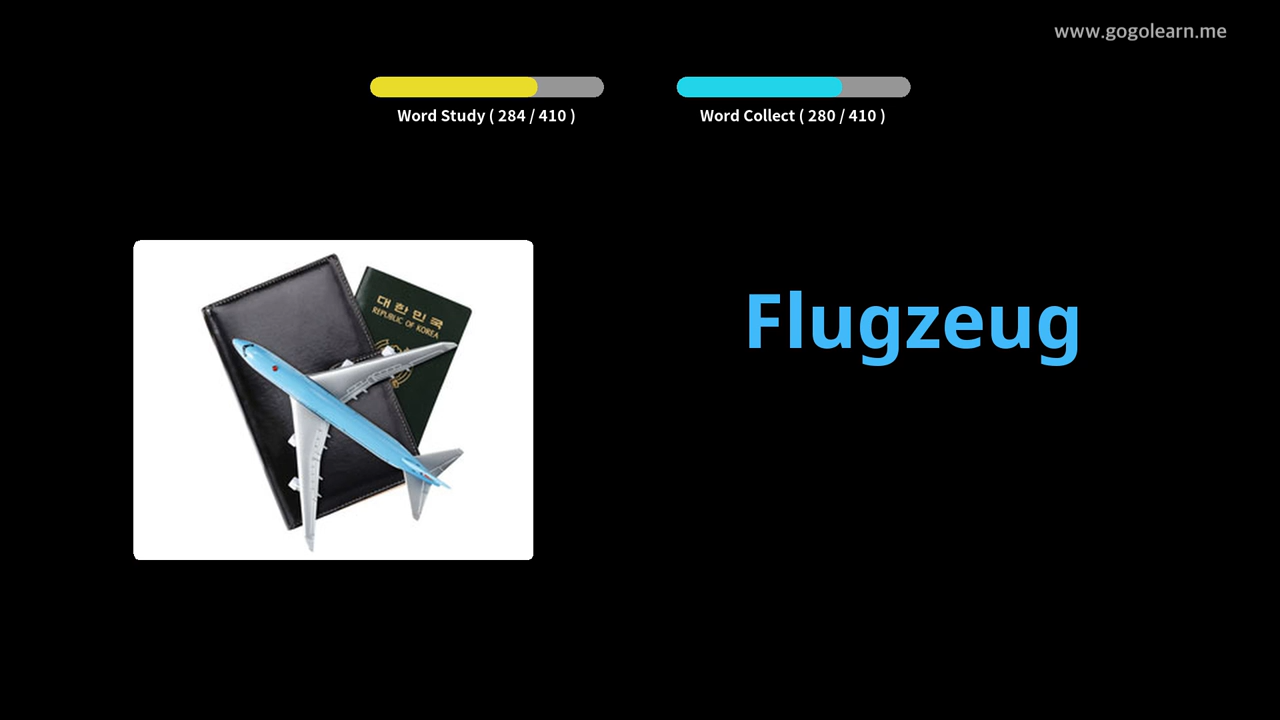 www.gogolearn.me
Word Study ( 284 / 410 )
Word Collect ( 280 / 410 )
대한민국
REPUBLIC OF KOREA
Flugzeug